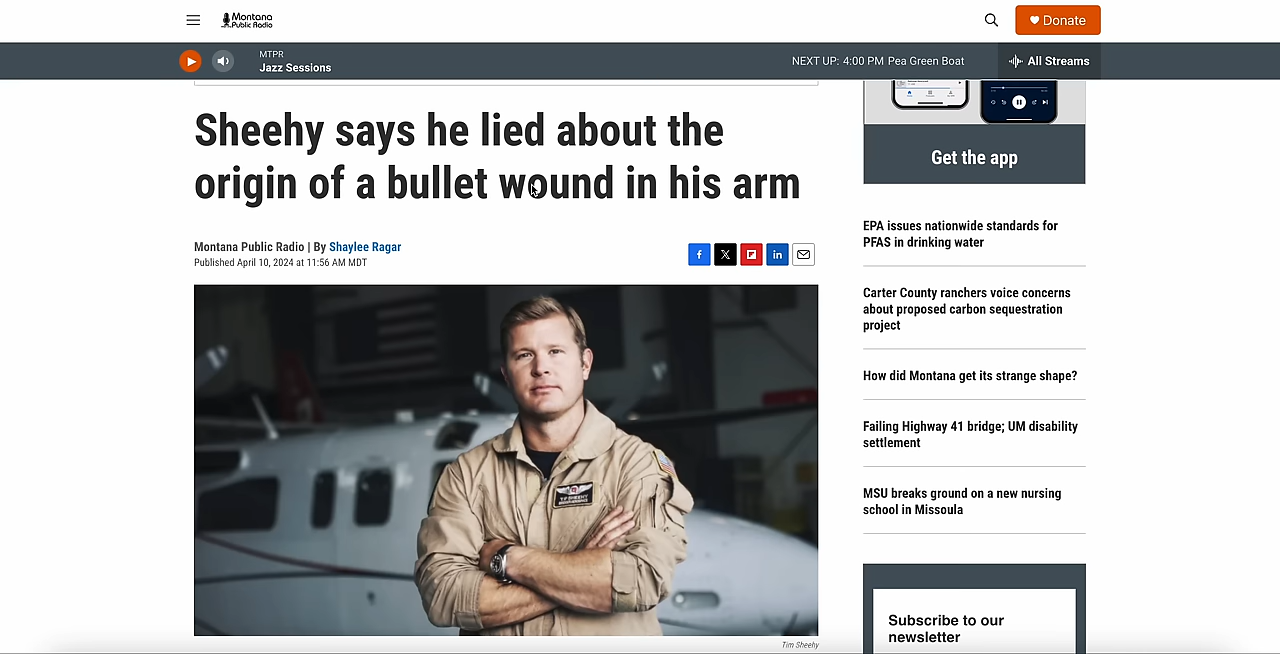 Montana
Public Radio
Donate
MTPR
Jazz Sessions
NEXT UP: 4:00 PM Pea Green Boat
All Streams
Sheehy says he lied about the
origin of a bullet wound in his arm
Montana Public Radio | By Shaylee Ragar
Published April 10, 2024 at 11:56 AM MDT
Tim Sheehy
Get the app
EPA issues nationwide standards for
PFAS in drinking water
Carter County ranchers voice concerns
about proposed carbon sequestration
project
How did Montana get its strange shape?
Failing Highway 41 bridge; UM disability
settlement
MSU breaks ground on a new nursing
school in Missoula
Subscribe to our
newsletter